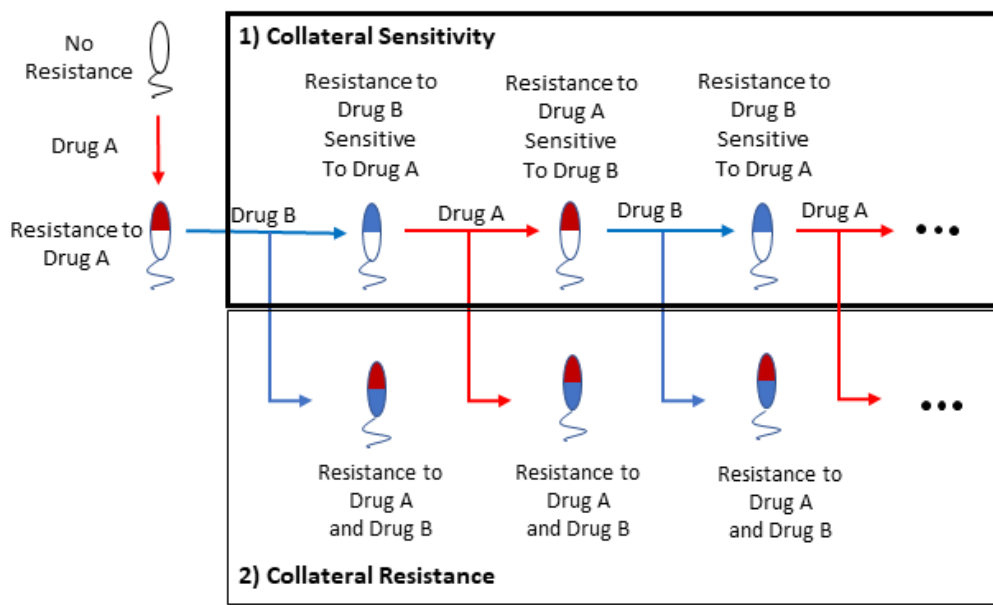 No
Resistance
Drug A
Resistance to
Drug A
1) Collateral Sensitivity
Resistance to
Drug B
Sensitive
To Drug A
Resistance to
Drug A
Sensitive
To Drug B
Resistance to
Drug B
Sensitive
To Drug A
Drug B
Drug A
Drug B
Drug A
Resistance to
Drug A
and Drug B
Resistance to
Drug A
and Drug B
Resistance to
Drug A
and Drug B
2) Collateral Resistance